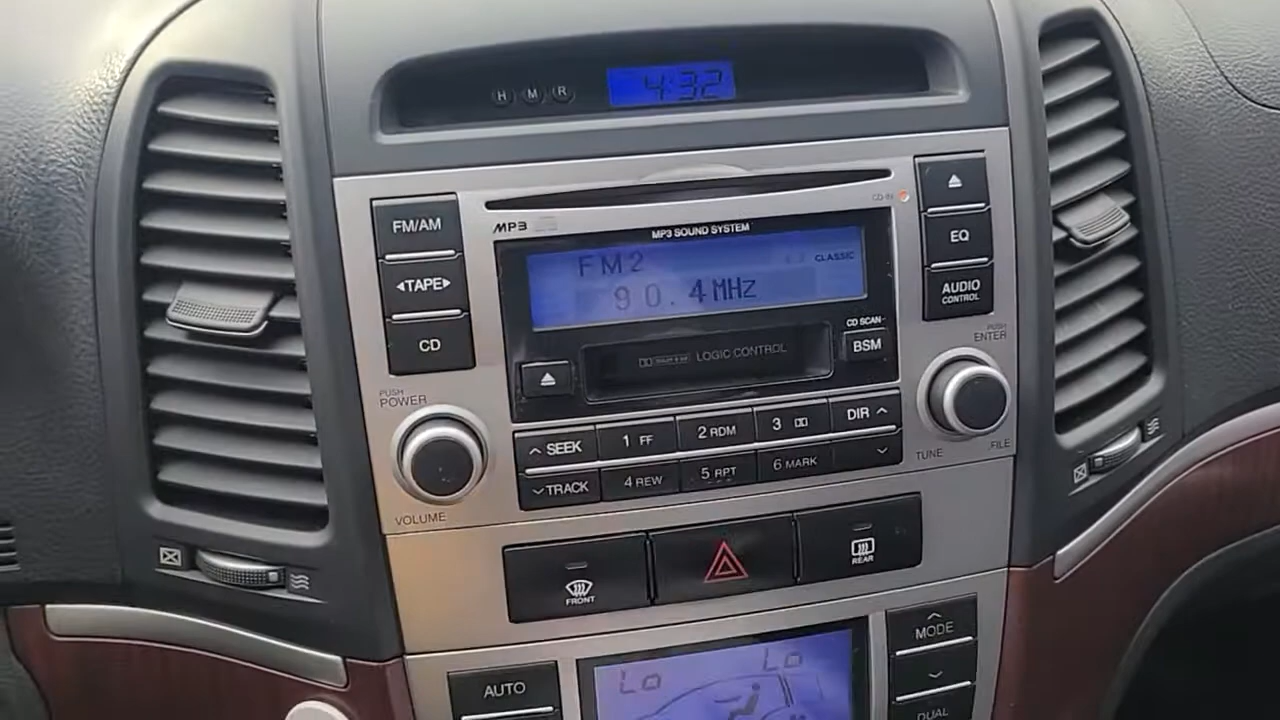 H M R
4:32
FM/AM
◀TAPE▶
CD
MP3
CD-IN
MP3 SOUND SYSTEM
FM2
CLASSIC
90.4MHz
EQ
AUDIO
CONTROL
CD SCAN
BSM
LOGIC CONTROL
PUSH
POWER
VOLUME
PUSH
ENTER
TUNE
FILE
SEEK
1 FF
2 RDM
3
DIR
TRACK
4 REW
5 RPT
6 MARK
FRONT
REAR
AUTO
Lo
Lo
MODE
DUAL